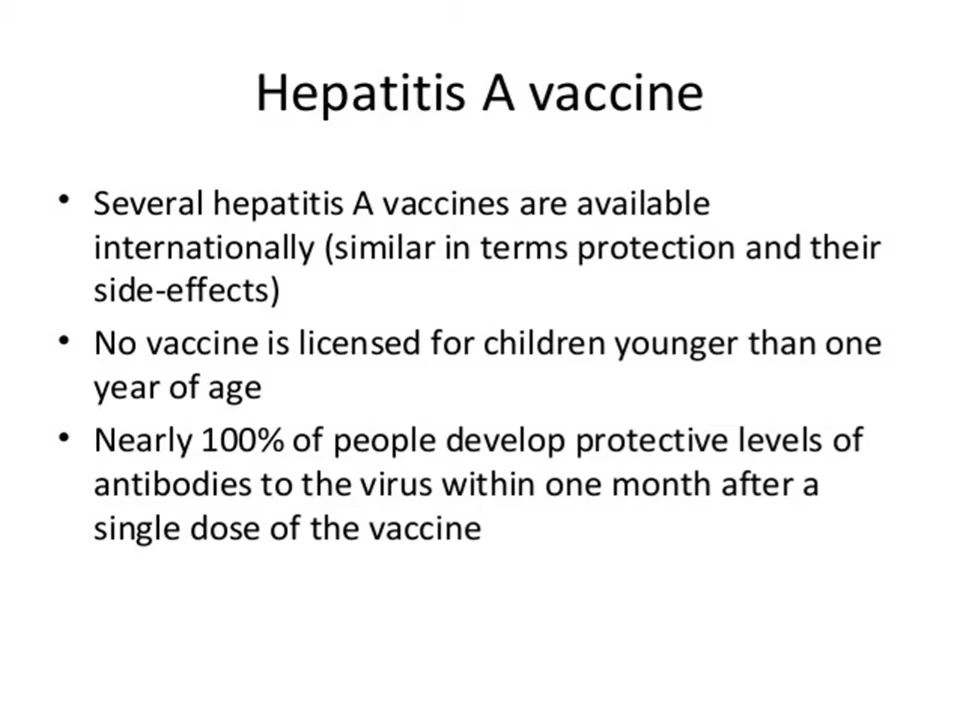 Hepatitis A vaccine
• Several hepatitis A vaccines are available
internationally (similar in terms protection and their
side-effects)
• No vaccine is licensed for children younger than one
year of age
• Nearly 100% of people develop protective levels of
antibodies to the virus within one month after a
single dose of the vaccine